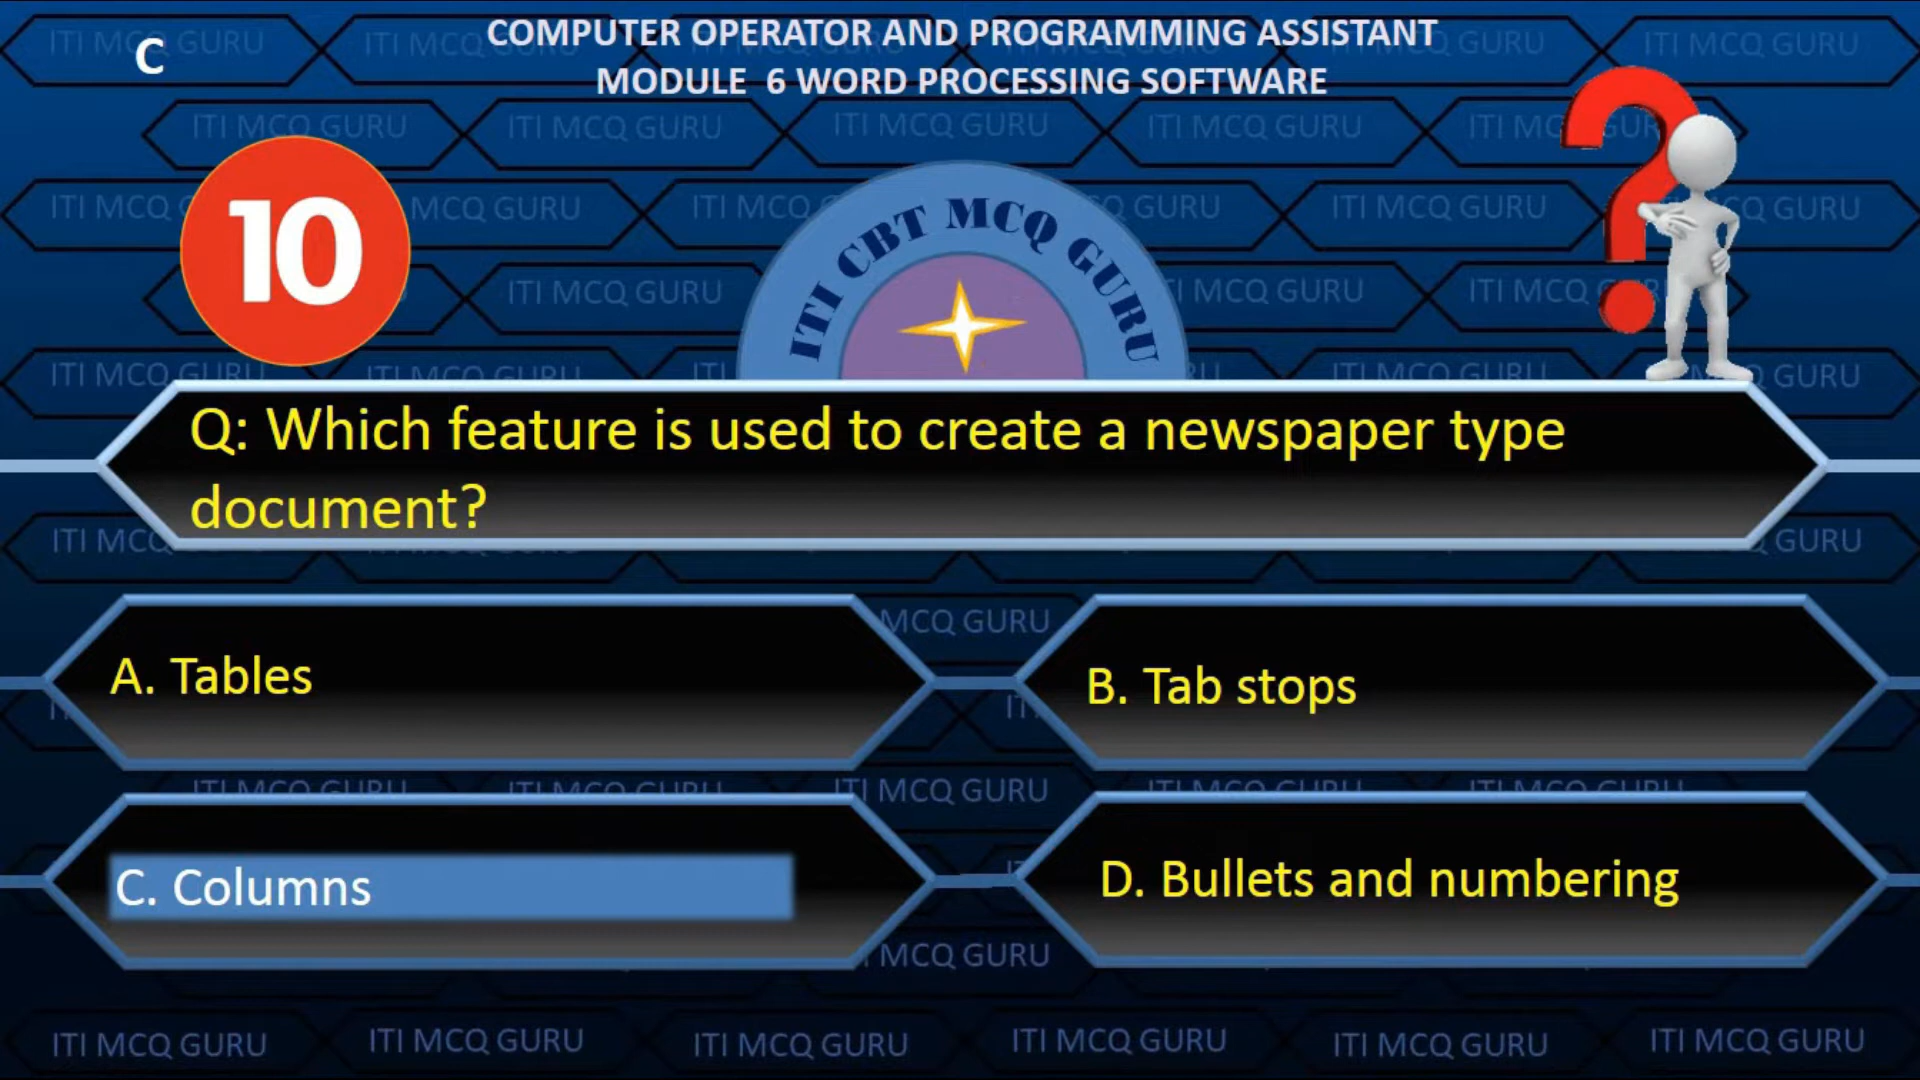 C
COMPUTER OPERATOR AND PROGRAMMING ASSISTANT
MODULE 6 WORD PROCESSING SOFTWARE
10
ITI CBT MCQ GURU
Q: Which feature is used to create a newspaper type
document?
A. Tables
B. Tab stops
C. Columns
D. Bullets and numbering
ITI MCQ GURU ITI MCQ GURU ITI MCQ GURU ITI MCQ GURU ITI MCQ GURU ITI MCQ GURU